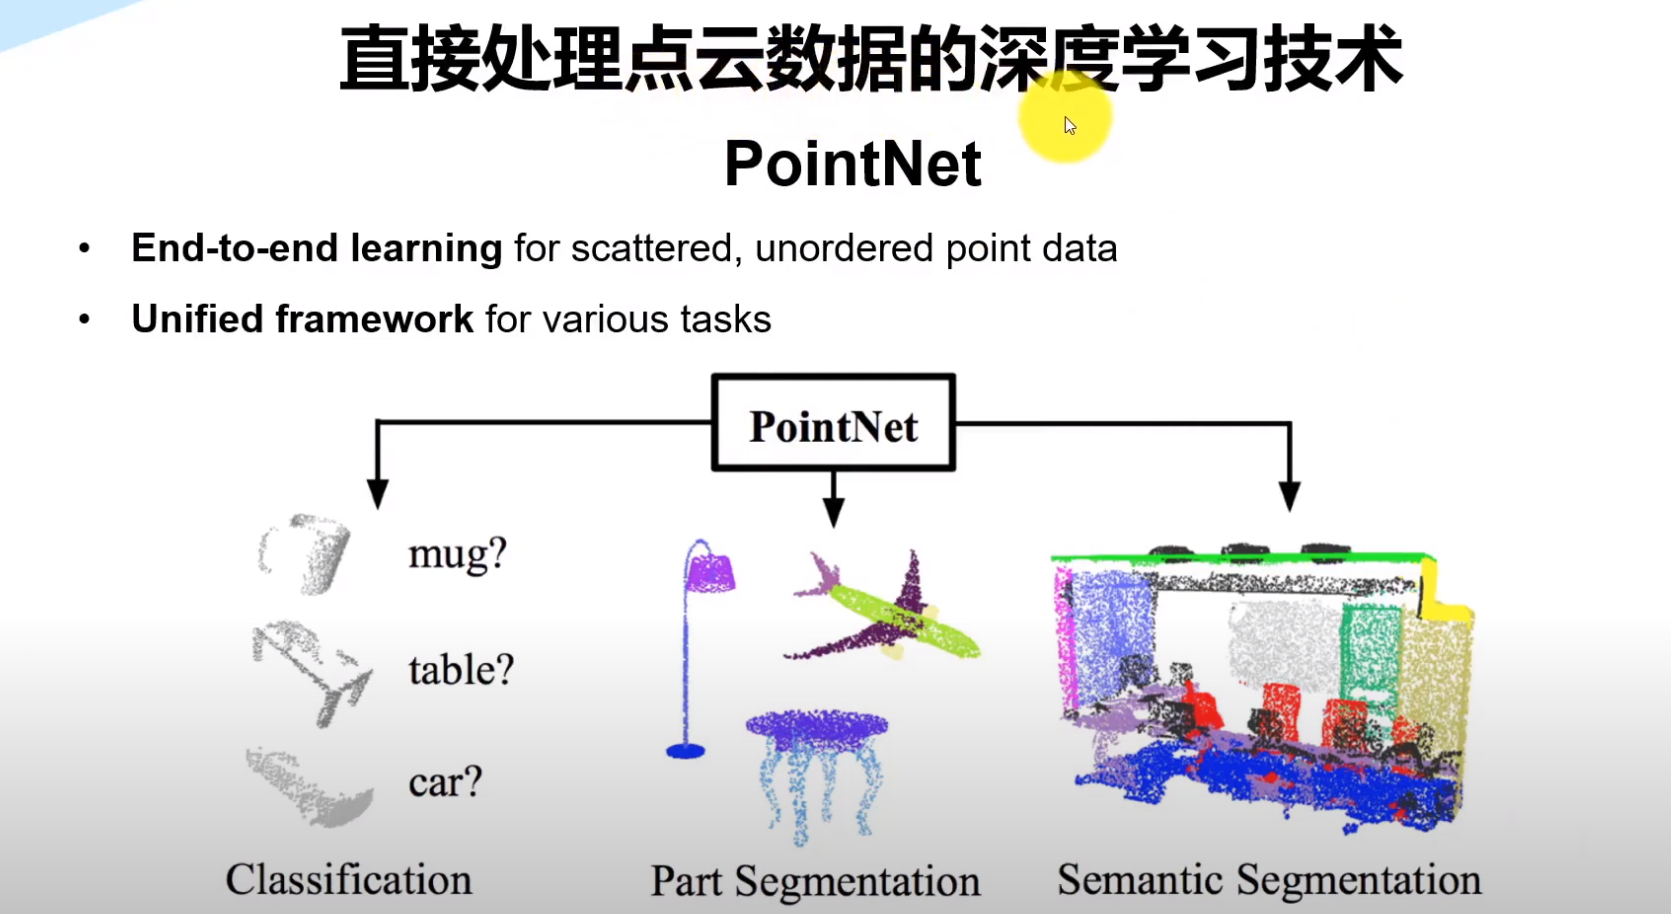 直接处理点云数据的深度学习技术
PointNet
• End-to-end learning for scattered, unordered point data
• Unified framework for various tasks
PointNet
mug?
table?
car?
Classification
Part Segmentation
Semantic Segmentation